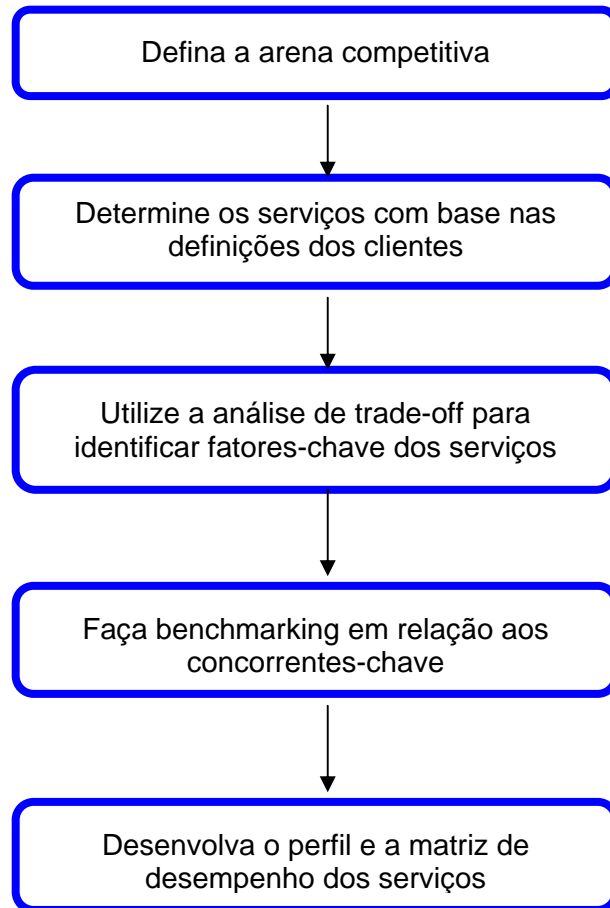 Defina a arena competitiva
Determine os serviços com base nas
definições dos clientes
Utilize a análise de trade-off para
identificar fatores-chave dos serviços
Faça benchmarking em relação aos
concorrentes-chave
Desenvolva o perfil e a matriz de
desempenho dos serviços